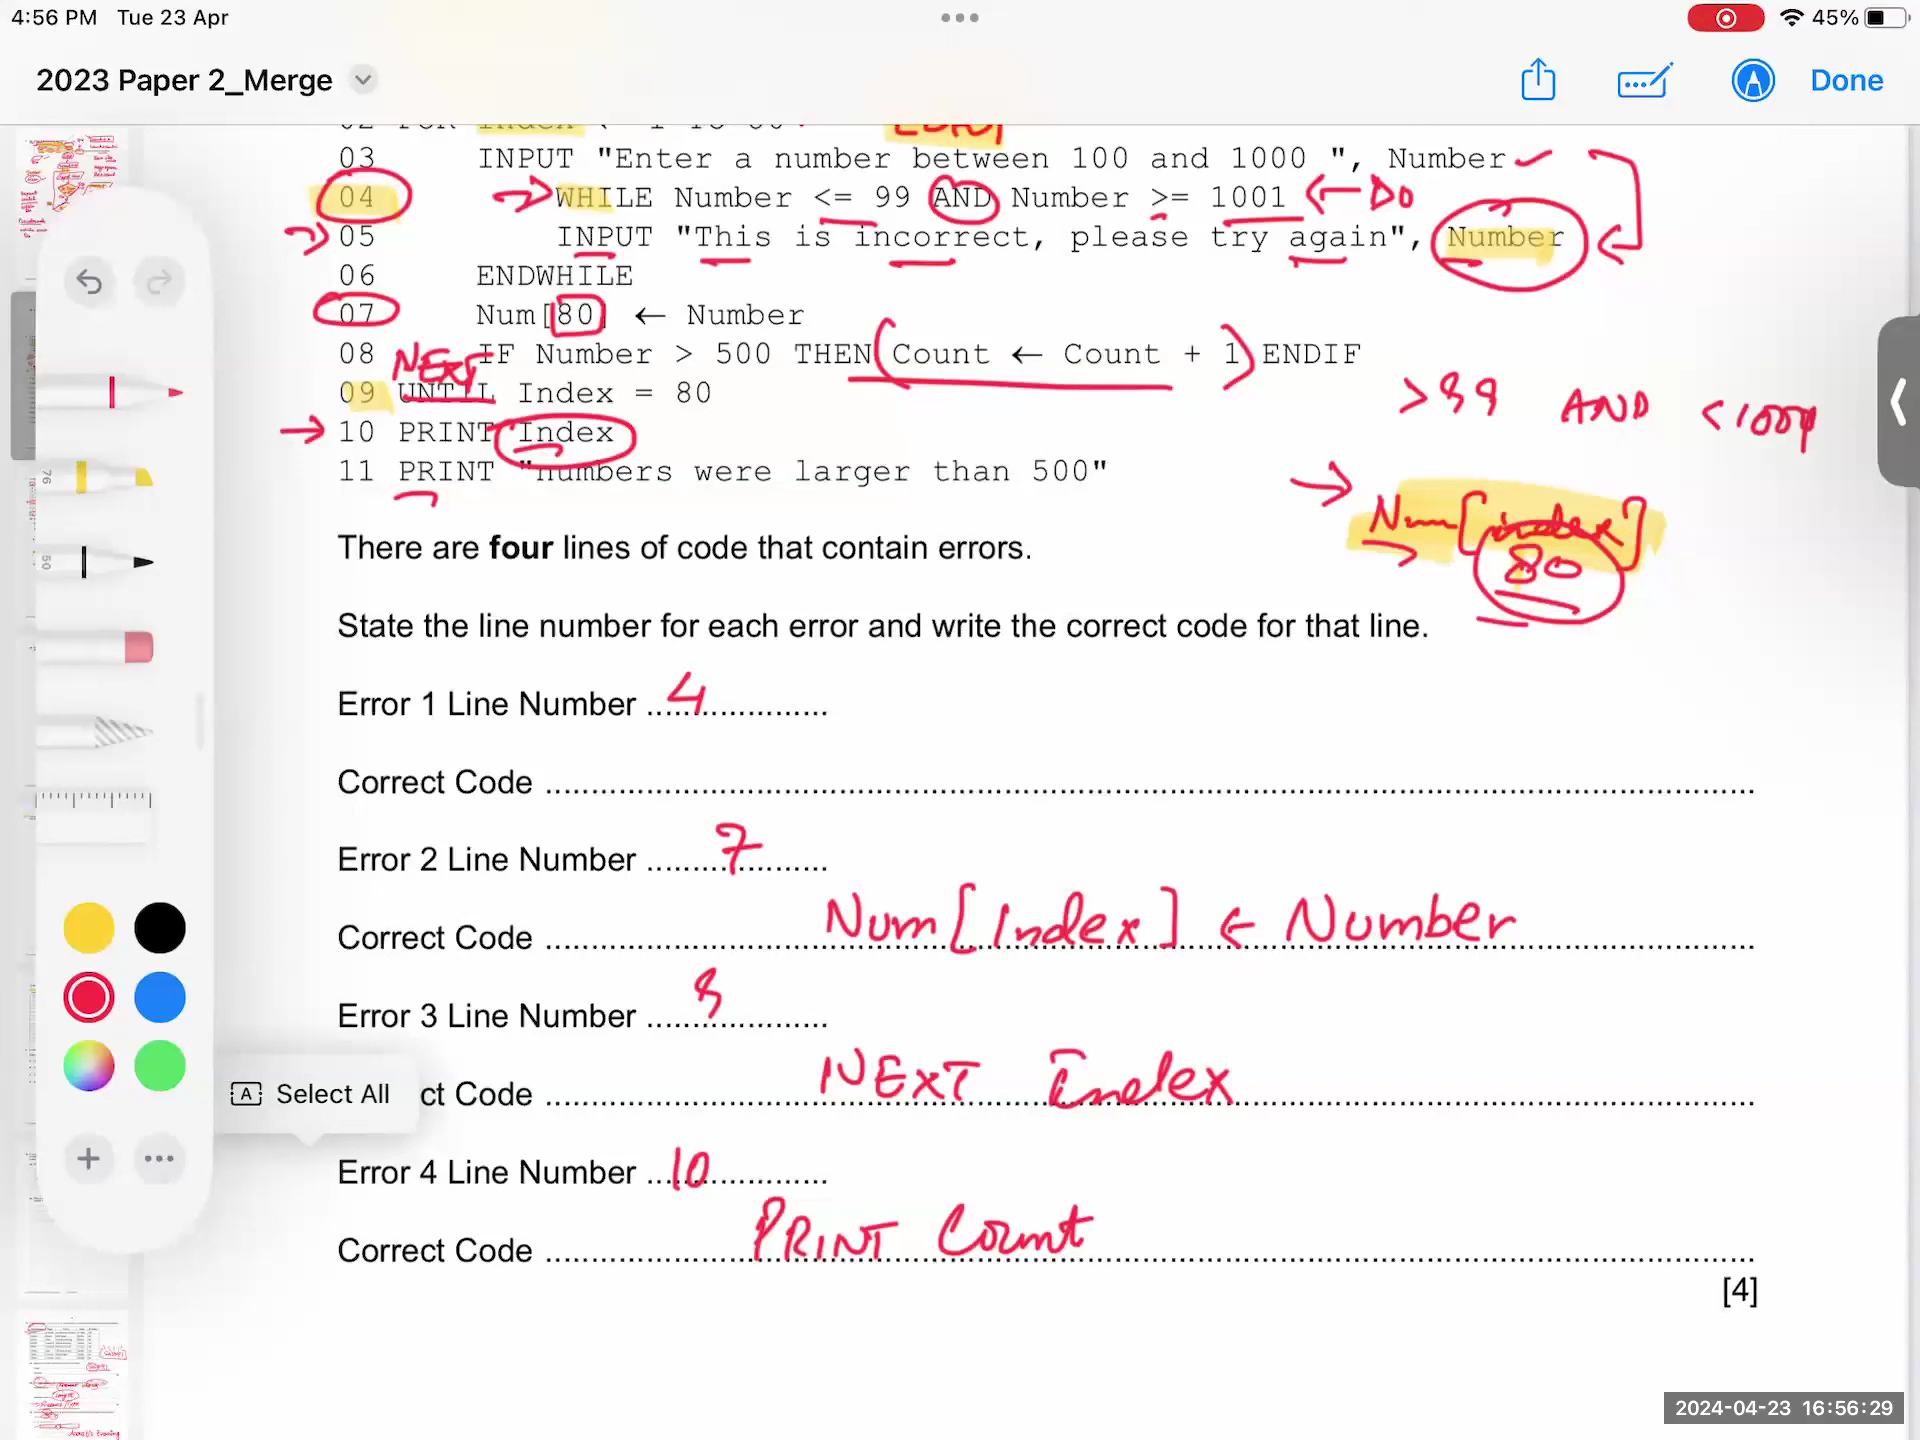 4:56 PM Tue 23 Apr
45%
2023 Paper 2_Merge
Done
03 INPUT "Enter a number between 100 and 1000 ", Number
04 WHILE Number <= 99 AND Number >= 1001 ← DO
05 INPUT "This is incorrect, please try again", Number
06 ENDWHILE
07 Num[80] ← Number
08 IF Number > 500 THEN Count ← Count + 1 ENDIF
NEXT
09 UNTIL Index = 80
>99 AND <1001
10 PRINT Index
11 PRINT "numbers were larger than 500"
Num[index]
80
There are four lines of code that contain errors.
State the line number for each error and write the correct code for that line.
Error 1 Line Number ...4...
Correct Code ...
Error 2 Line Number ...7...
Correct Code ... Num[Index] ← Number
Error 3 Line Number ...9...
Select All
ct Code ... NEXT Index
Error 4 Line Number ...10...
Correct Code ... PRINT Count
[4]
76
50
2024-04-23 16:56:29